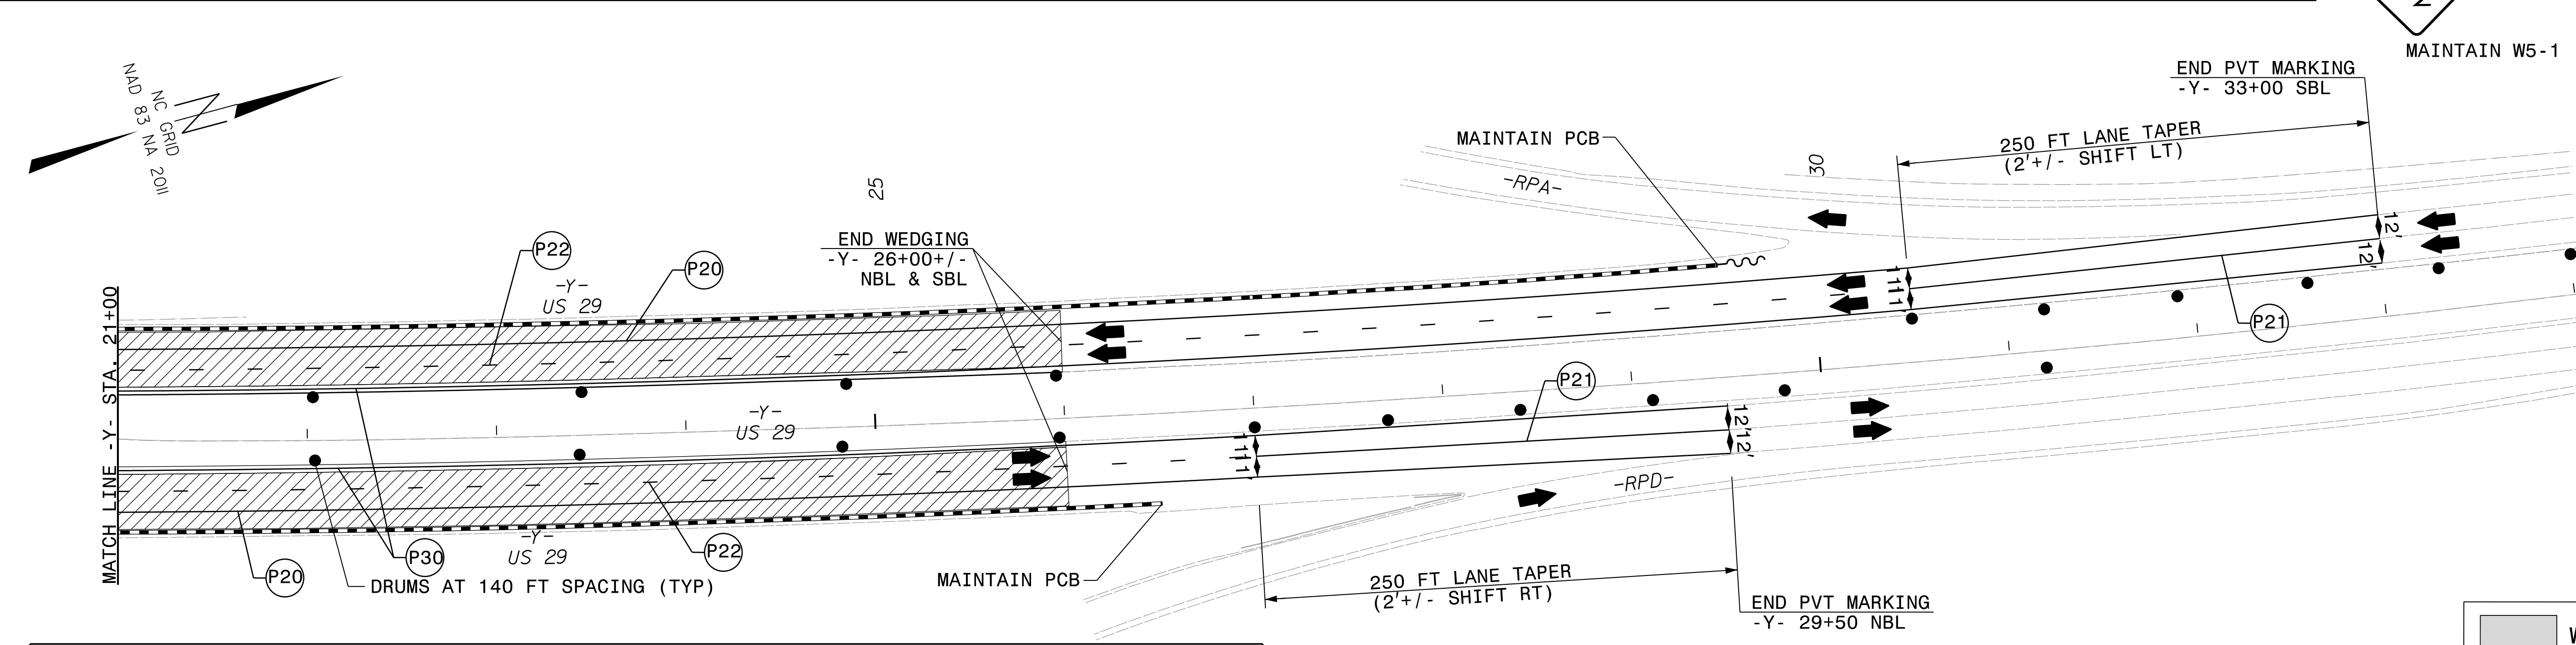 MAINTAIN W5-1
END PVT MARKING
-Y- 33+00 SBL
NC GRID
NAD 83 NA 2011
N
MAINTAIN PCB
250 FT LANE TAPER
(2'+/- SHIFT LT)
30
-RPA-
25
END WEDGING
-Y- 26+00+/-
NBL & SBL
P22
P20
-Y-
US 29
12'
12'
11'
11'
P21
MATCH LINE -Y- STA. 21+00
P21
-Y-
US 29
12'
12'
11'
11'
-RPD-
P20
P30
-Y-
US 29
P22
DRUMS AT 140 FT SPACING (TYP)
MAINTAIN PCB
250 FT LANE TAPER
(2'+/- SHIFT RT)
END PVT MARKING
-Y- 29+50 NBL